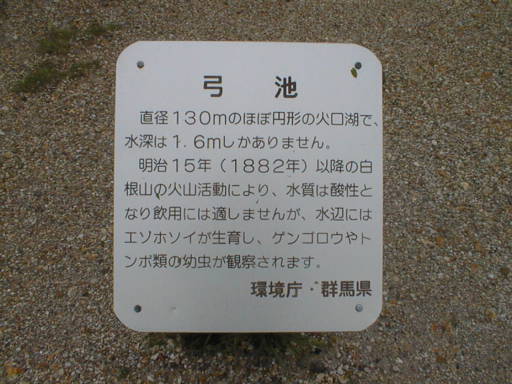 弓　池
直径１３０ｍのほぼ円形の火口湖で、
水深は１．６ｍしかありません。
明治１５年（１８８２年）以降の白
根山の火山活動により、水質は酸性と
なり飲用には適しませんが、水辺には
エゾホソイが生育し、ゲンゴロウやト
ンボ類の幼虫が観察されます。
環境庁・群馬県